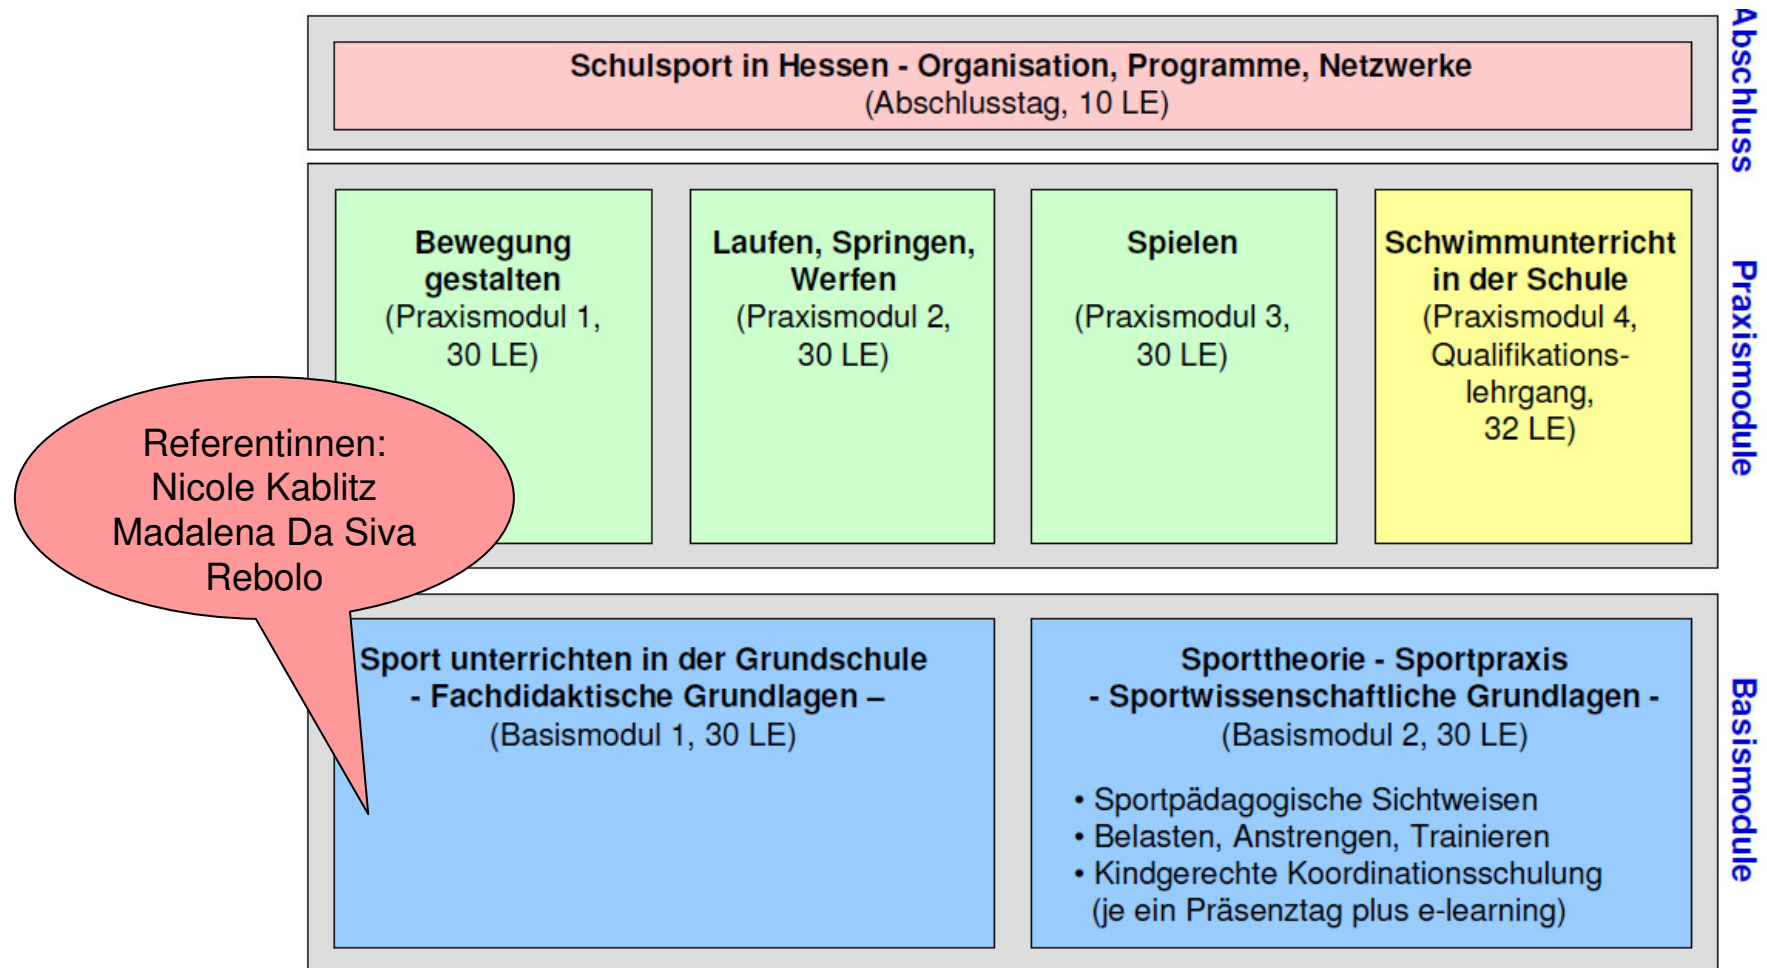 Schulsport in Hessen - Organisation, Programme, Netzwerke
(Abschlusstag, 10 LE)
Abschluss
Bewegung
gestalten
(Praxismodul 1,
30 LE)
Laufen, Springen,
Werfen
(Praxismodul 2,
30 LE)
Spielen
(Praxismodul 3,
30 LE)
Schwimmunterricht
in der Schule
(Praxismodul 4,
Qualifikations-
lehrgang,
32 LE)
Praxismodule
Referentinnen:
Nicole Kablitz
Madalena Da Siva
Rebolo
Sport unterrichten in der Grundschule
- Fachdidaktische Grundlagen –
(Basismodul 1, 30 LE)
Sporttheorie - Sportpraxis
- Sportwissenschaftliche Grundlagen -
(Basismodul 2, 30 LE)
• Sportpädagogische Sichtweisen
• Belasten, Anstrengen, Trainieren
• Kindgerechte Koordinationsschulung
(je ein Präsenztag plus e-learning)
Basismodule